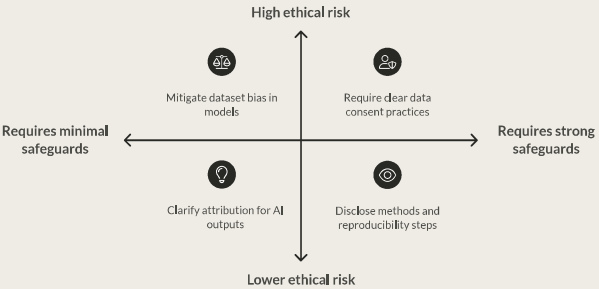 High ethical risk
Mitigate dataset bias in
models
Require clear data
consent practices
Requires minimal
safeguards
Requires strong
safeguards
Clarify attribution for AI
outputs
Disclose methods and
reproducibility steps
Lower ethical risk